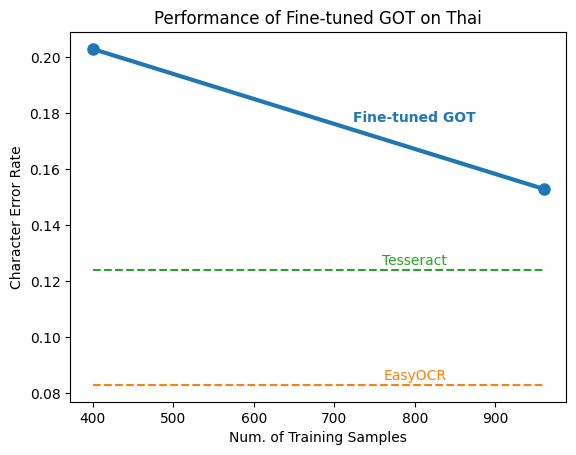 Performance of Fine-tuned GOT on Thai
Character Error Rate
0.20
0.18
0.16
0.14
0.12
0.10
0.08
Fine-tuned GOT
Tesseract
EasyOCR
400 500 600 700 800 900
Num. of Training Samples